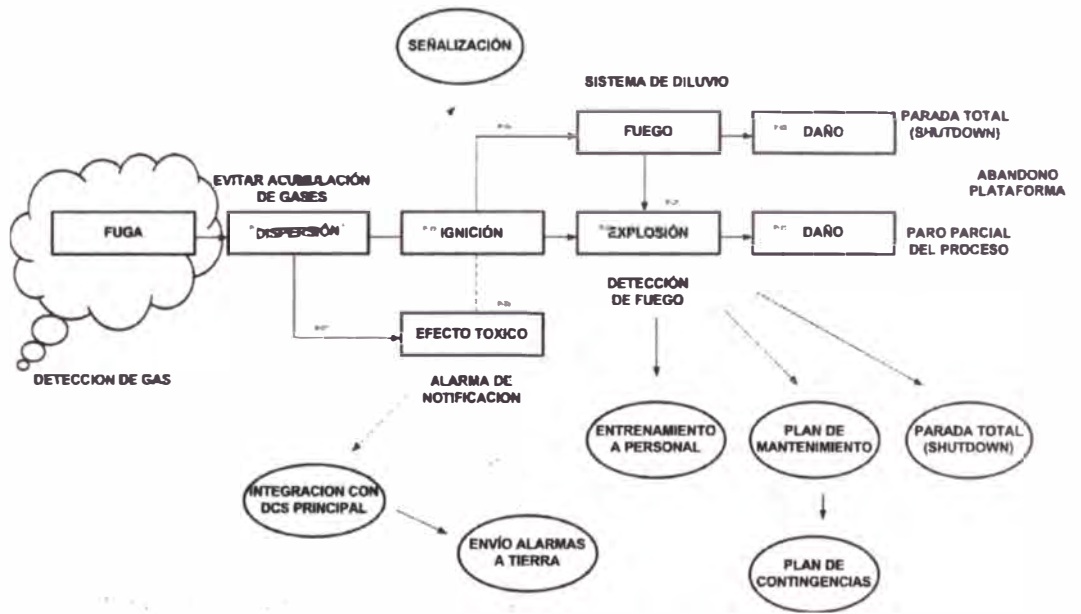 SEÑALIZACIÓN
SISTEMA DE DILUVIO
FUEGO
DAÑO
PARADA TOTAL
(SHUTDOWN)
ABANDONO
PLATAFORMA
EVITAR ACUMULACIÓN
DE GASES
FUGA
DISPERSIÓN
IGNICIÓN
EXPLOSIÓN
DAÑO
PARO PARCIAL
DEL PROCESO
DETECCIÓN
DE FUEGO
EFECTO TOXICO
DETECCION DE GAS
ALARMA DE
NOTIFICACION
ENTRENAMIENTO
A PERSONAL
PLAN DE
MANTENIMIENTO
PARADA TOTAL
(SHUTDOWN)
INTEGRACION CON
DCS PRINCIPAL
ENVÍO ALARMAS
A TIERRA
PLAN DE
CONTINGENCIAS